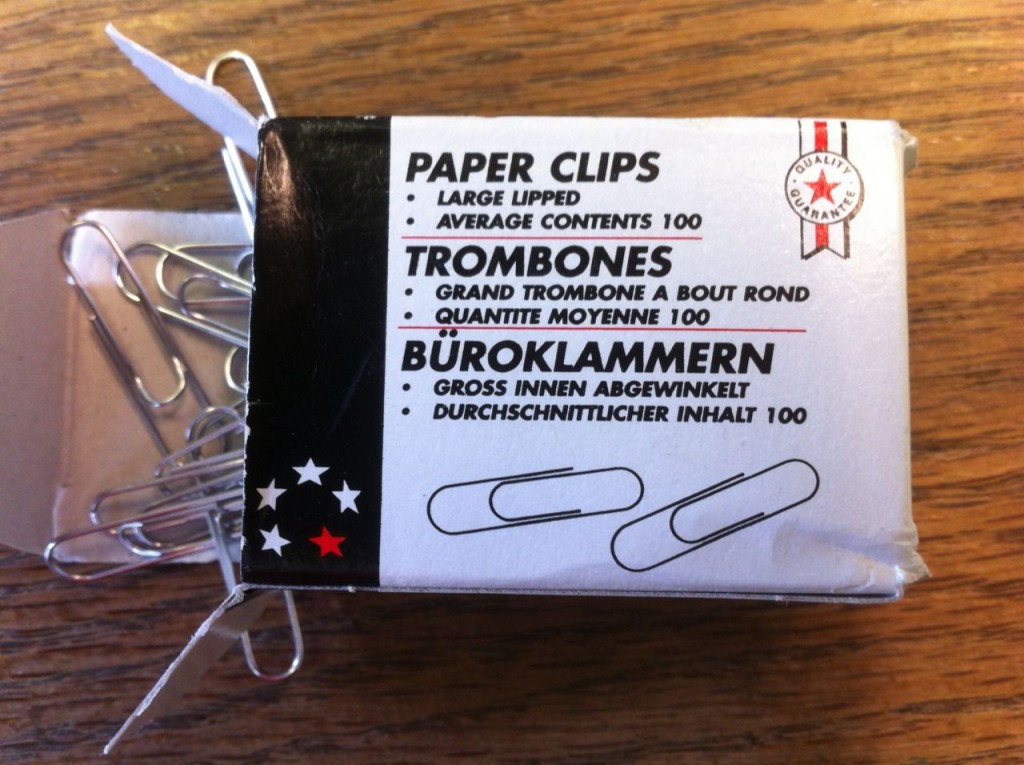 PAPER CLIPS
• LARGE LIPPED
• AVERAGE CONTENTS 100
TROMBONES
• GRAND TROMBONE A BOUT ROND
• QUANTITE MOYENNE 100
BÜROKLAMMERN
• GROSS INNEN ABGEWINKELT
• DURCHSCHNITTLICHER INHALT 100
QUALITY
GUARANTEE